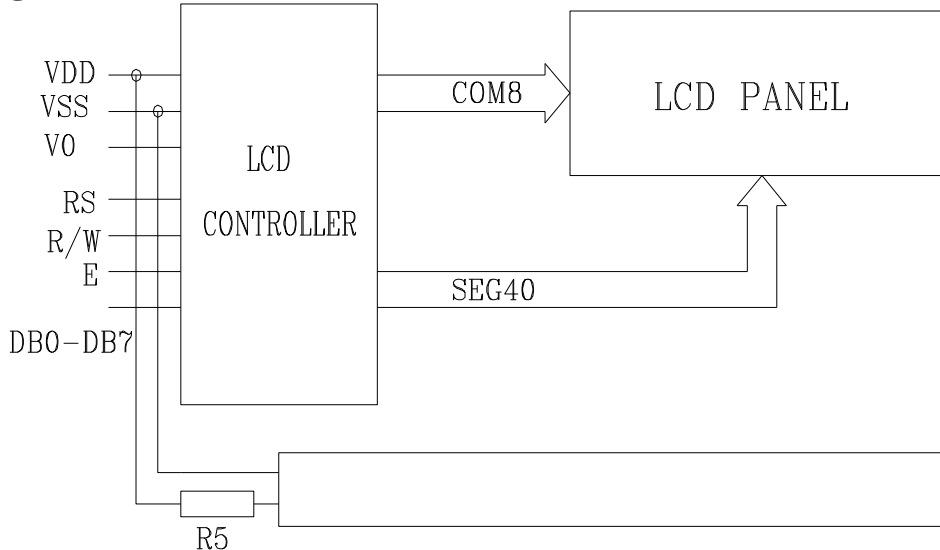 VDD
VSS
V0
RS
R/W
E
DB0-DB7
LCD
CONTROLLER
COM8
SEG40
LCD PANEL
R5